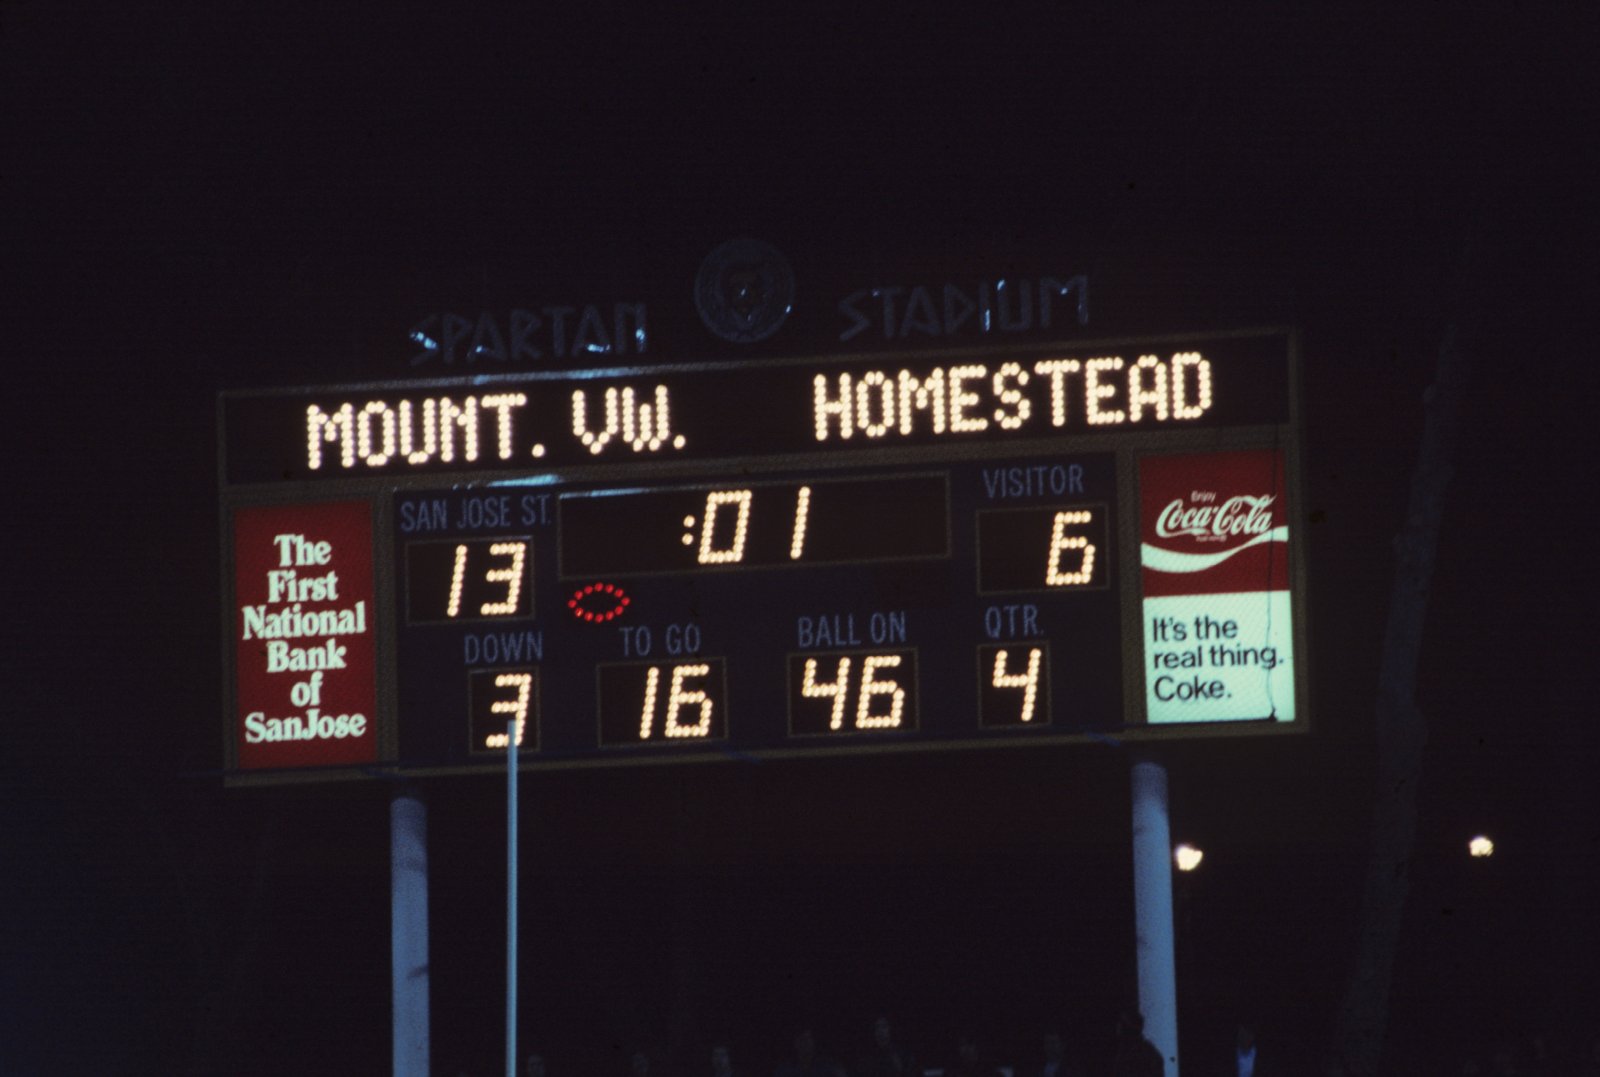 SPARTAN STADIUM
MOUNT. VW. HOMESTEAD
The
First
National
Bank
of
SanJose
SAN JOSE ST.
13
:01
VISITOR
6
DOWN
3
TO GO
16
BALL ON
46
QTR.
4
Enjoy
Coca-Cola
It's the
real thing.
Coke.